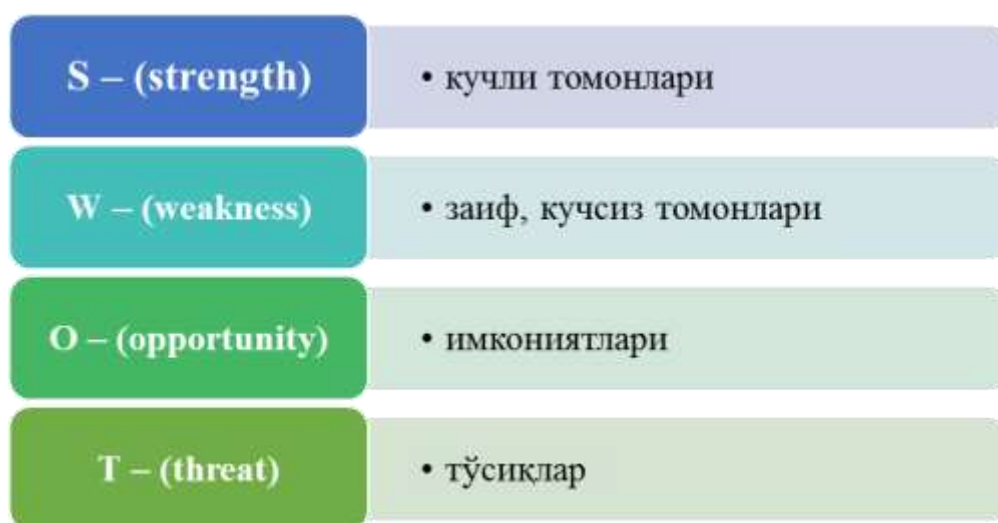 S – (strength)
• кучли томонлари
W – (weakness)
• заиф, кучсиз томонлари
O – (opportunity)
• имкониятлари
T – (threat)
• тўсиқлар